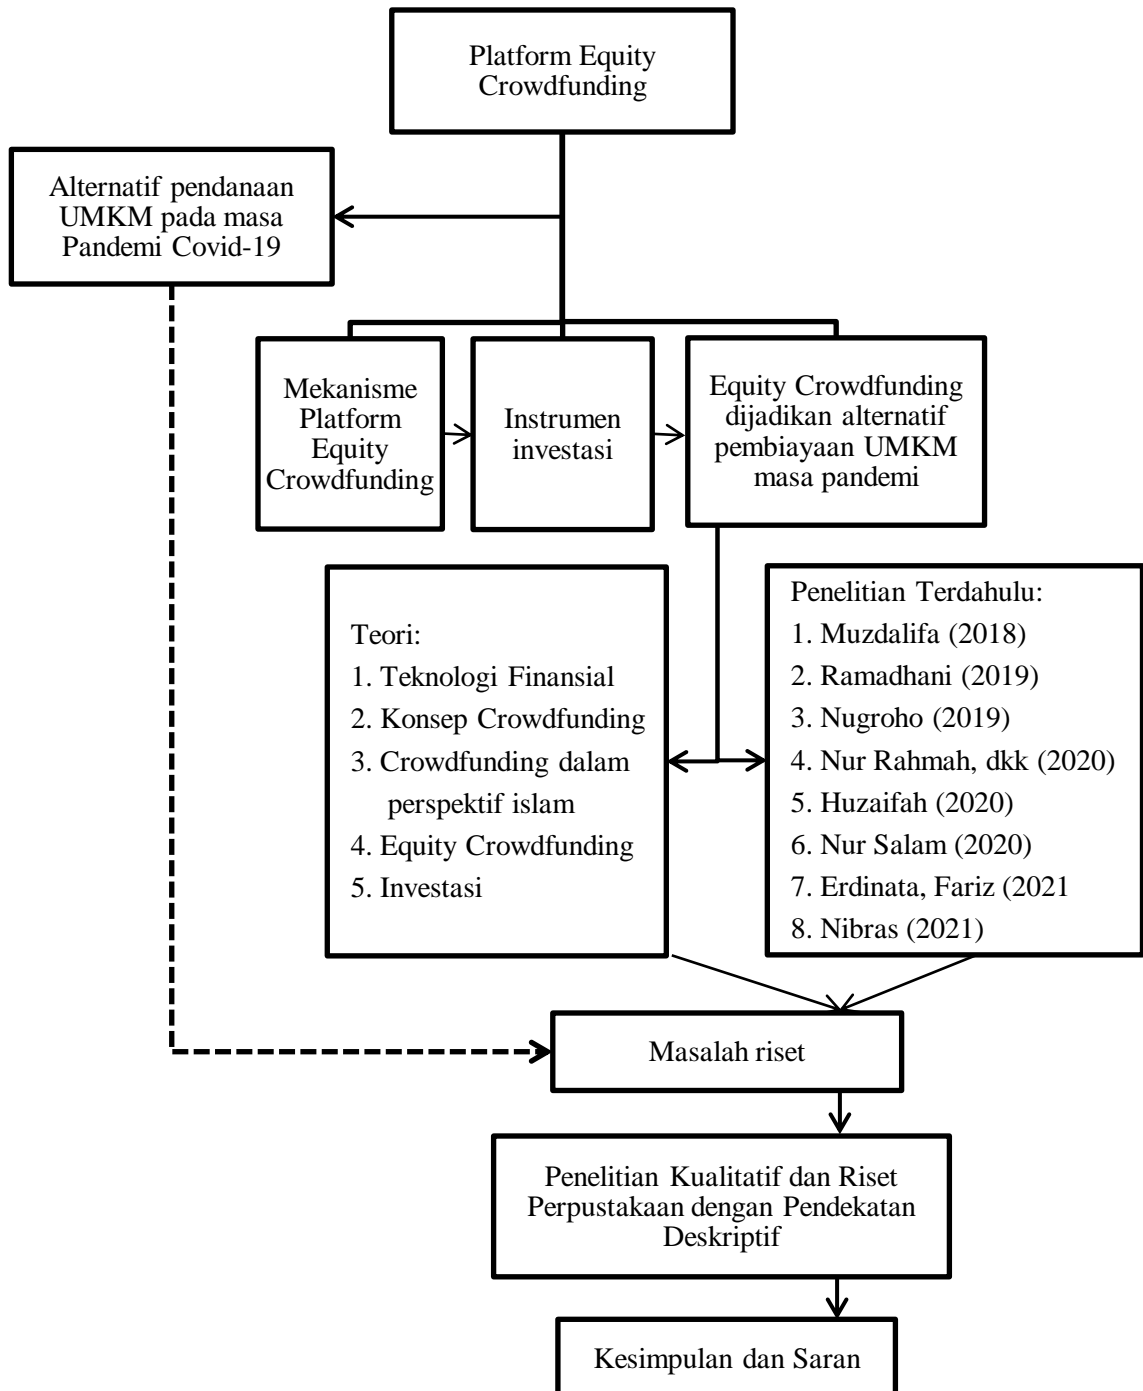 Platform Equity
Crowdfunding
Alternatif pendanaan
UMKM pada masa
Pandemi Covid-19
Mekanisme
Platform
Equity
Crowdfunding
Instrumen
investasi
Equity Crowdfunding
dijadikan alternatif
pembiayaan UMKM
masa pandemi
Teori:
1. Teknologi Finansial
2. Konsep Crowdfunding
3. Crowdfunding dalam
perspektif islam
4. Equity Crowdfunding
5. Investasi
Penelitian Terdahulu:
1. Muzdalifa (2018)
2. Ramadhani (2019)
3. Nugroho (2019)
4. Nur Rahmah, dkk (2020)
5. Huzaifah (2020)
6. Nur Salam (2020)
7. Erdinata, Fariz (2021
8. Nibras (2021)
Masalah riset
Penelitian Kualitatif dan Riset
Perpustakaan dengan Pendekatan
Deskriptif
Kesimpulan dan Saran